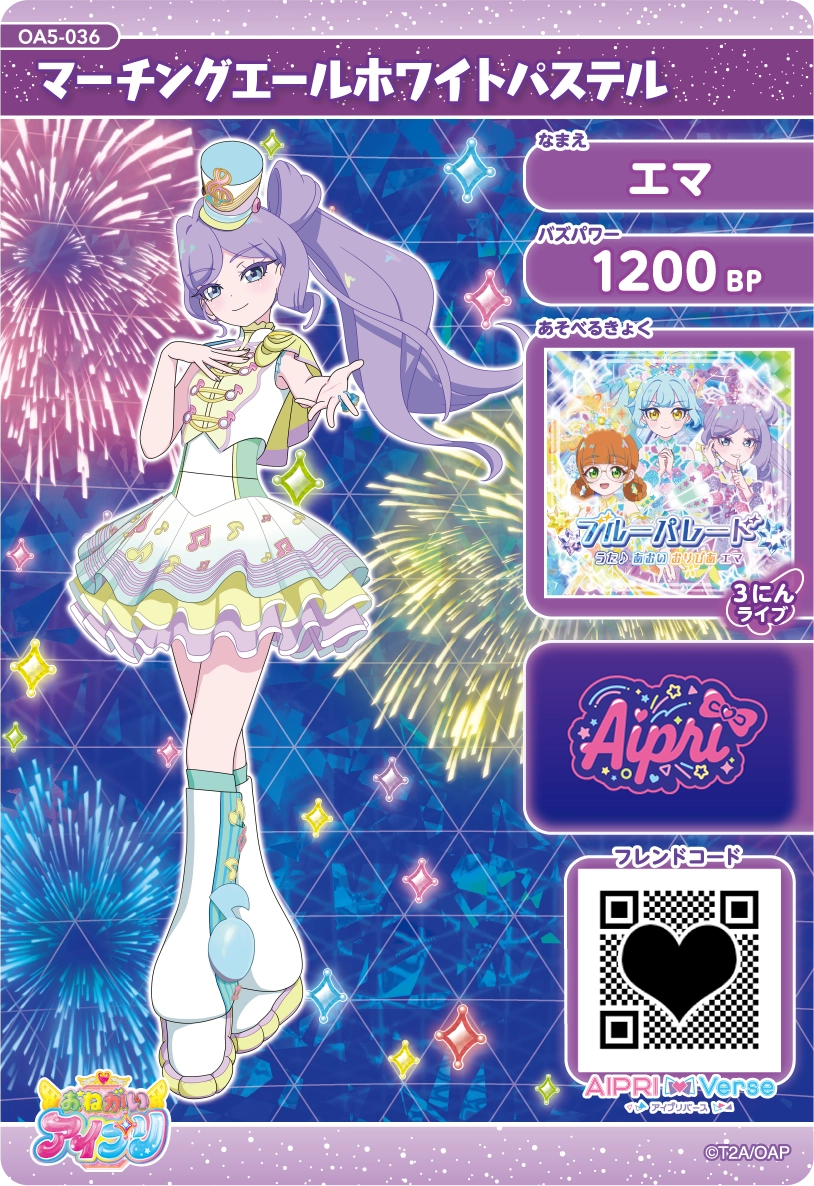 OA5-036
マーチングエールホワイトパステル
なまえ
エマ
バズパワー
1200 BP
あそべるきょく
ブルーパレード
うた♪ あおい おりびあ エマ
3にん
ライブ
Aipri
フレンドコード
AIPRI Verse
アイプリバース
おねがい
アイプリ
©T2A/OAP